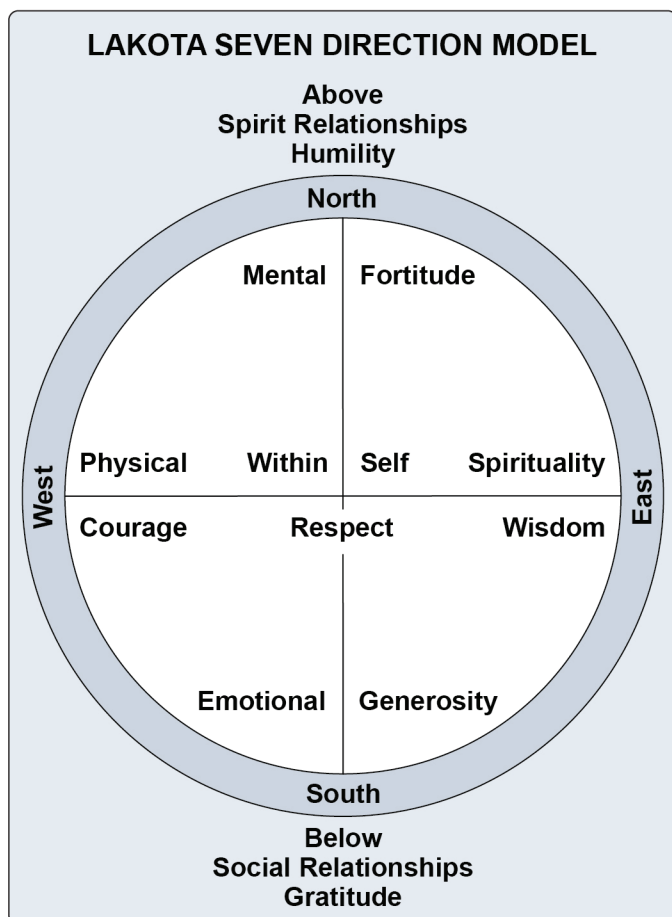 LAKOTA SEVEN DIRECTION MODEL
Above
Spirit Relationships
Humility
North
Mental Fortitude
Physical Within Self Spirituality
West
East
Courage Respect Wisdom
Emotional Generosity
South
Below
Social Relationships
Gratitude